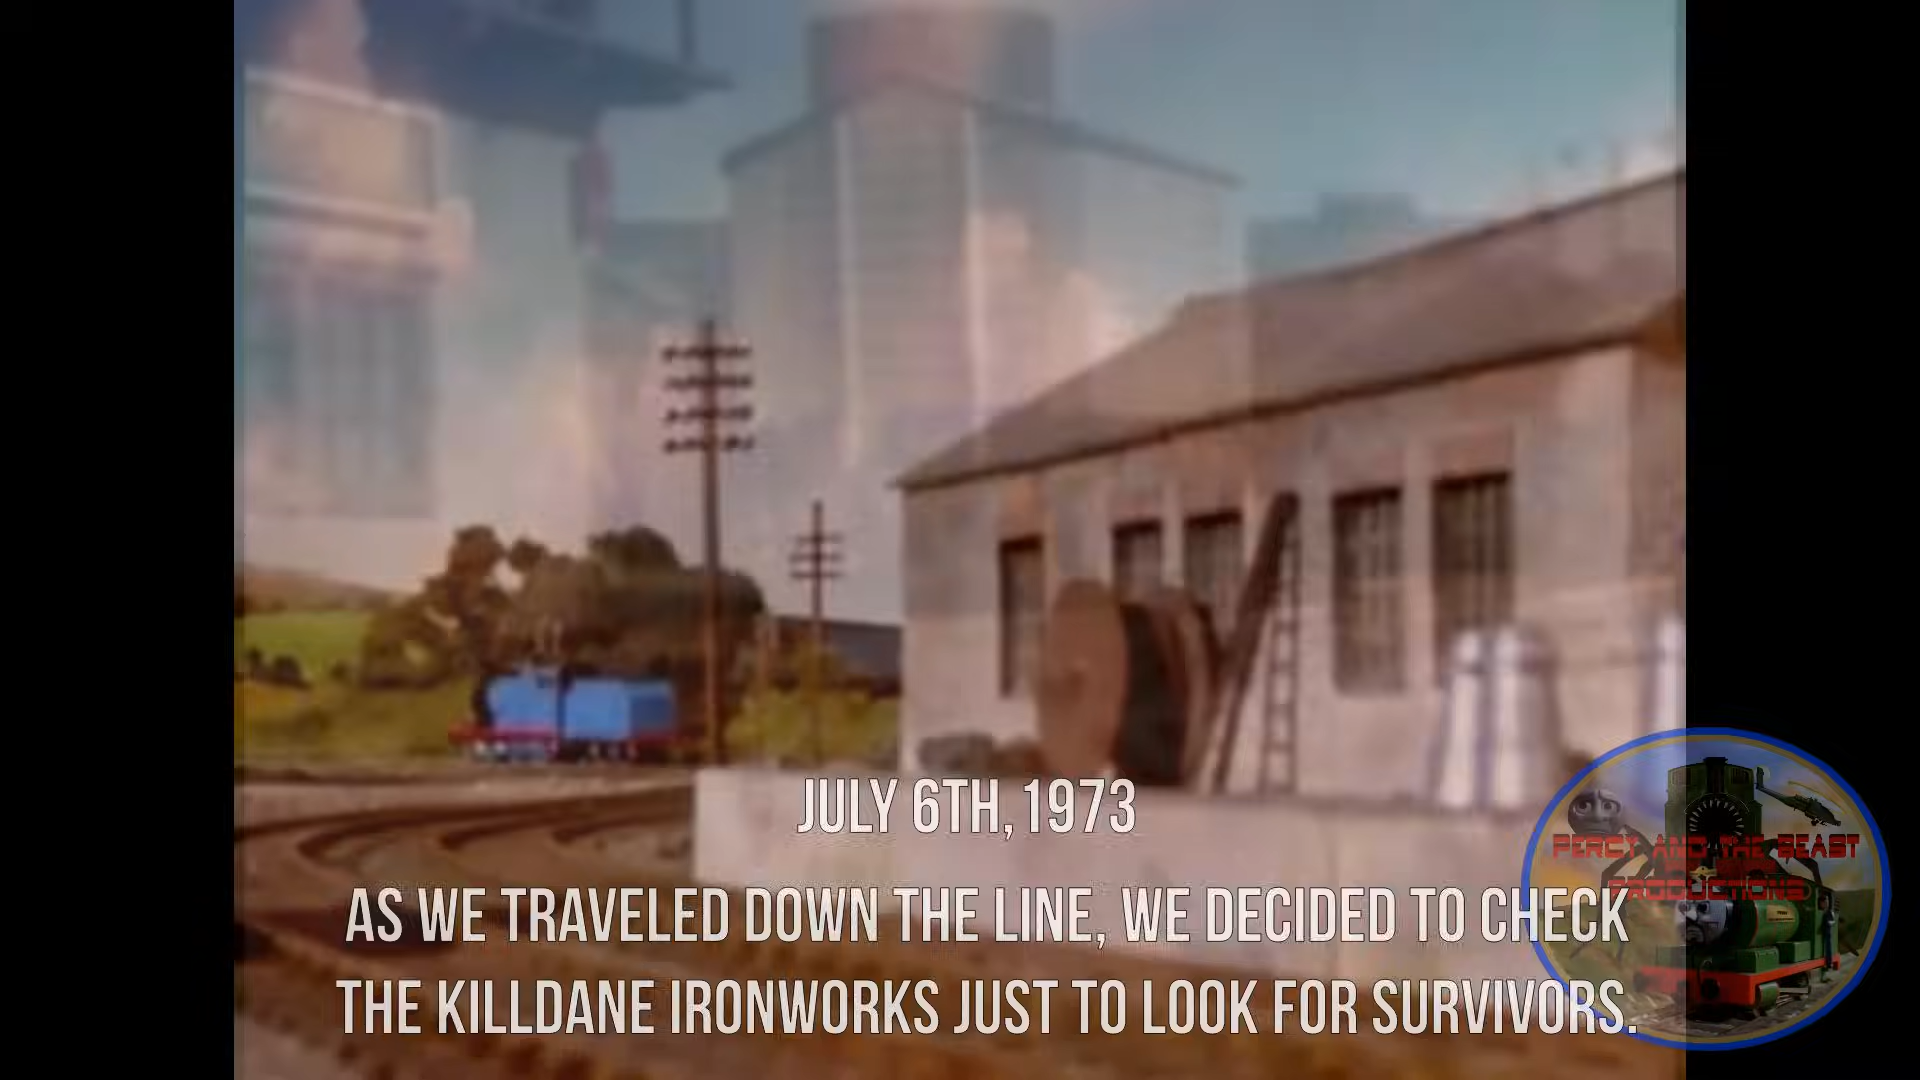 JULY 6TH, 1973
AS WE TRAVELED DOWN THE LINE, WE DECIDED TO CHECK
THE KILLDANE IRONWORKS JUST TO LOOK FOR SURVIVORS.
PERCY AND THE BEAST
PRODUCTIONS